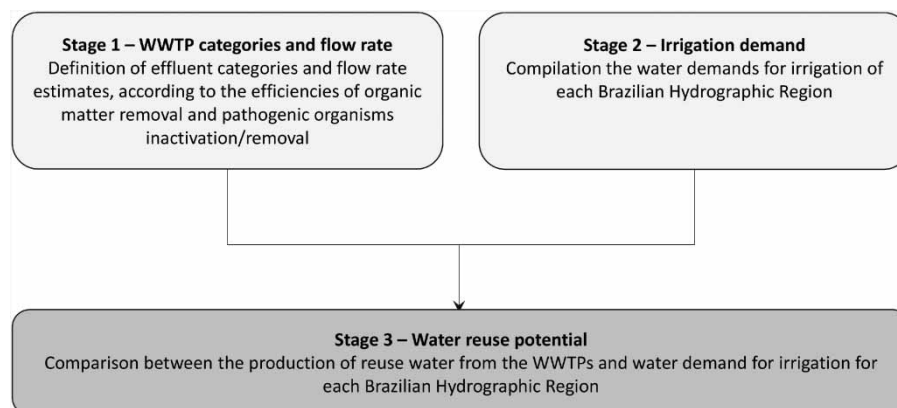 Stage 1 – WWTP categories and flow rate
Definition of effluent categories and flow rate
estimates, according to the efficiencies of organic
matter removal and pathogenic organisms
inactivation/removal
Stage 2 – Irrigation demand
Compilation the water demands for irrigation of
each Brazilian Hydrographic Region
Stage 3 – Water reuse potential
Comparison between the production of reuse water from the WWTPs and water demand for irrigation for
each Brazilian Hydrographic Region